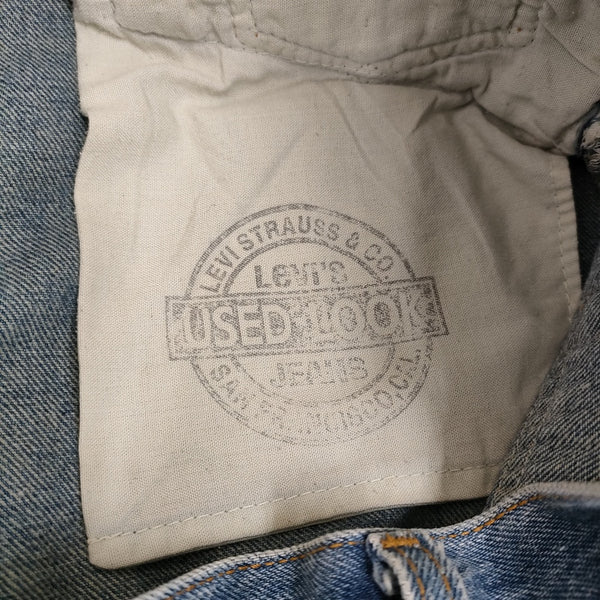 LEVI STRAUSS & CO.
LeVI'S
USED-LOOK
JEANS
SAN FRANCISCO, CAL.